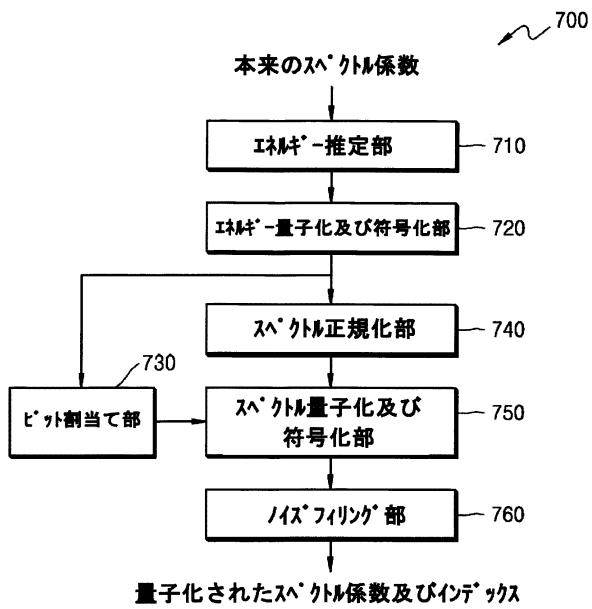 700
本来のｽﾍﾟｸﾄﾙ係数
ｴﾈﾙｷﾞｰ推定部
710
ｴﾈﾙｷﾞｰ量子化及び符号化部
720
ｽﾍﾟｸﾄﾙ正規化部
740
730
ﾋﾞｯﾄ割当て部
ｽﾍﾟｸﾄﾙ量子化及び
符号化部
750
ﾉｲｽﾞﾌｨﾘﾝｸﾞ部
760
量子化されたｽﾍﾟｸﾄﾙ係数及びｲﾝﾃﾞｯｸｽ